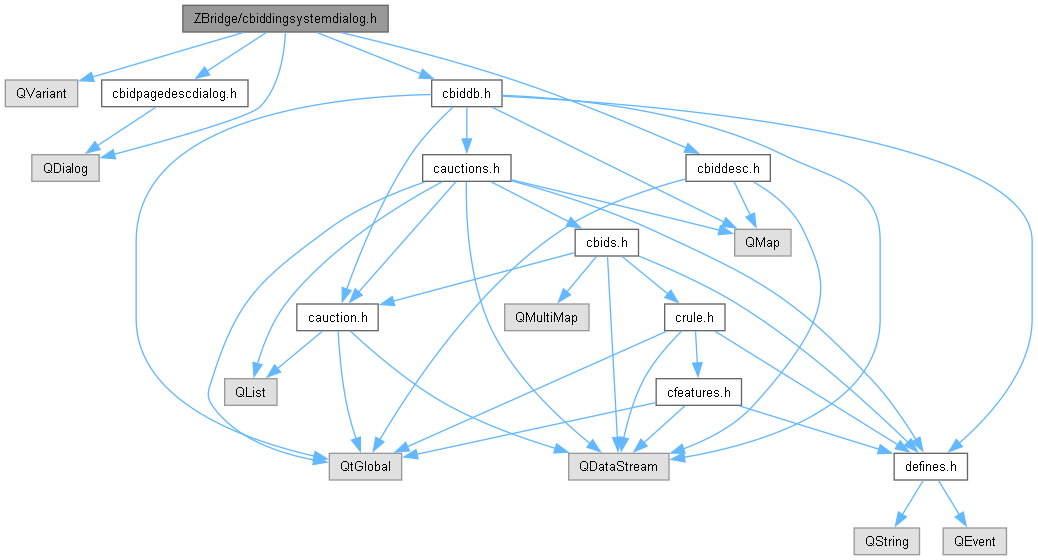 ZBridge/cbiddingsystemdialog.h
QVariant
cbidpagedescdialog.h
cbiddb.h
QDialog
cauctions.h
cbiddesc.h
cbids.h
QMap
cauction.h
QMultiMap
crule.h
QList
cfeatures.h
QtGlobal
QDataStream
defines.h
QString
QEvent